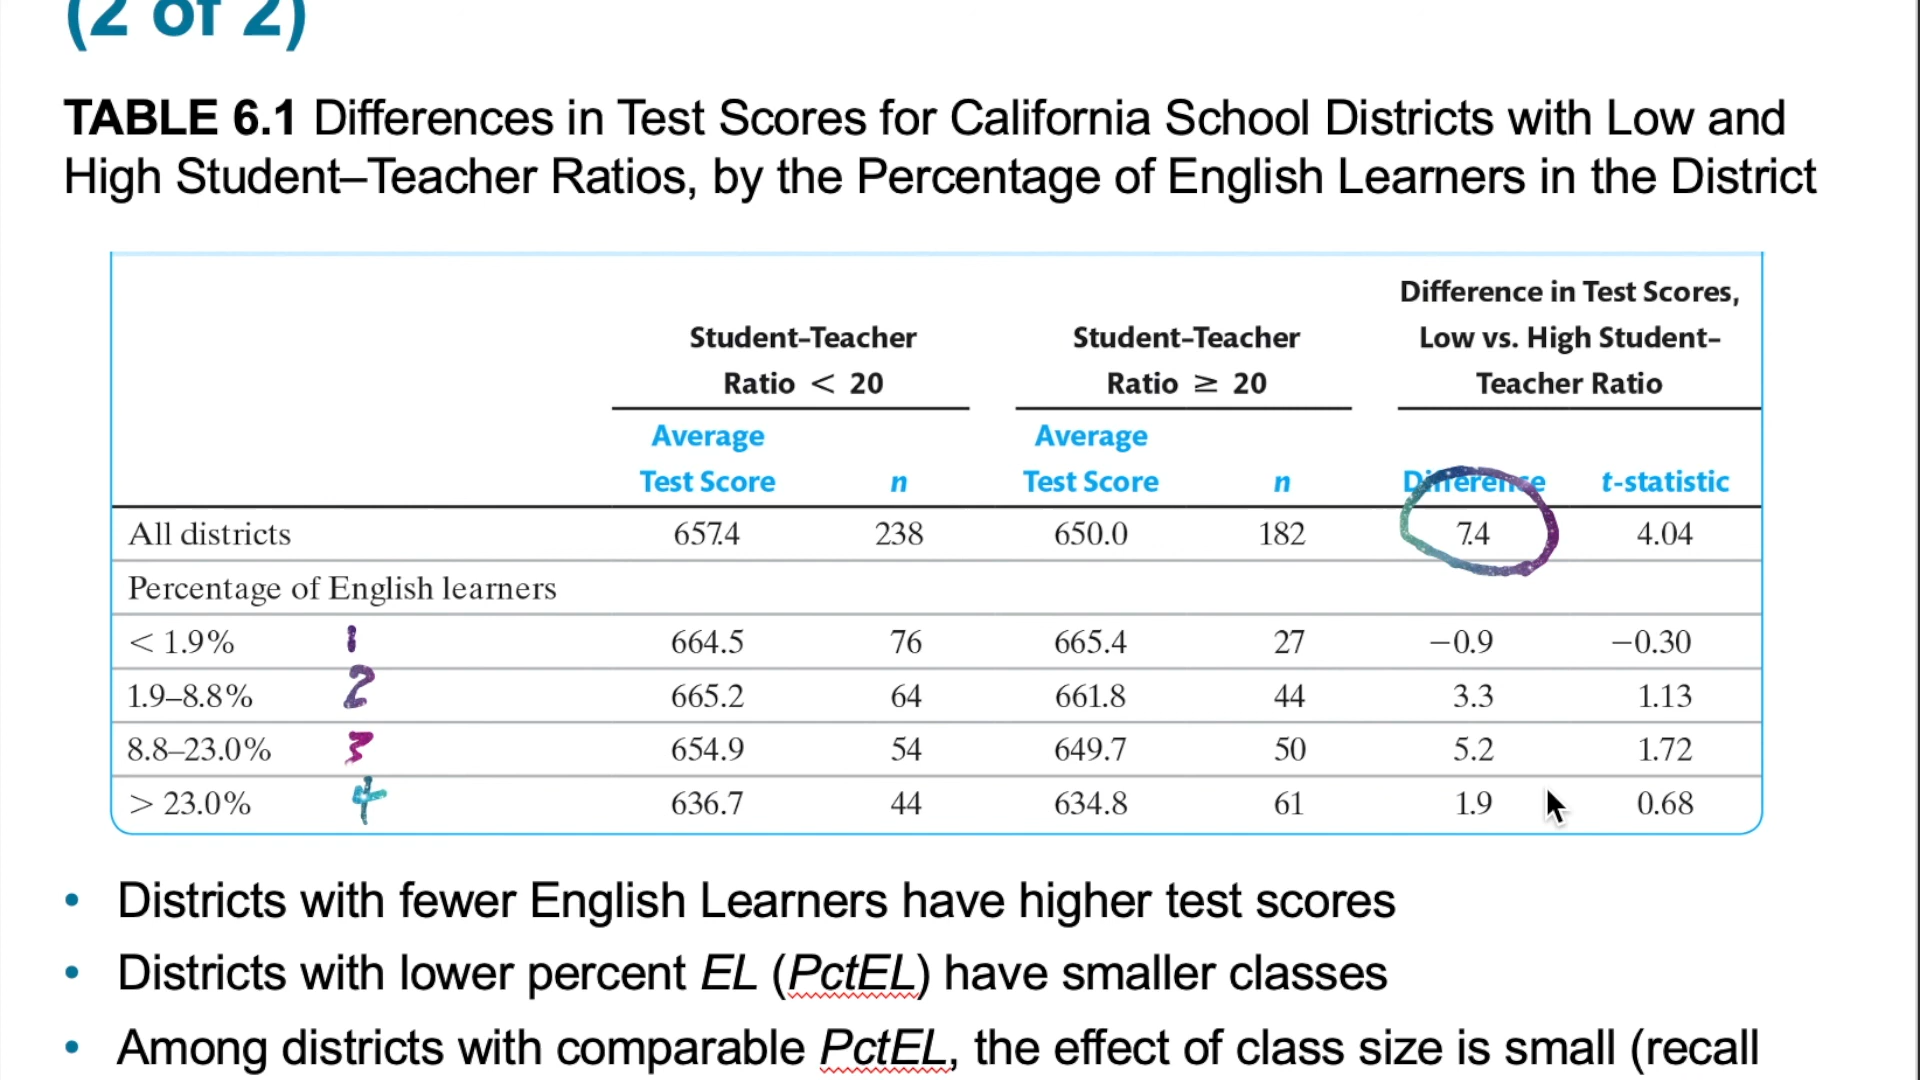 (2 of 2)
TABLE 6.1 Differences in Test Scores for California School Districts with Low and
High Student–Teacher Ratios, by the Percentage of English Learners in the District
Student–Teacher Ratio < 20
Student–Teacher Ratio ≥ 20
Difference in Test Scores, Low vs. High Student–Teacher Ratio
Average Test Score n Average Test Score n Difference t-statistic
All districts 657.4 238 650.0 182 7.4 4.04
Percentage of English learners
< 1.9% 1 664.5 76 665.4 27 −0.9 −0.30
1.9–8.8% 2 665.2 64 661.8 44 3.3 1.13
8.8–23.0% 3 654.9 54 649.7 50 5.2 1.72
> 23.0% 4 636.7 44 634.8 61 1.9 0.68
• Districts with fewer English Learners have higher test scores
• Districts with lower percent EL (PctEL) have smaller classes
• Among districts with comparable PctEL, the effect of class size is small (recall